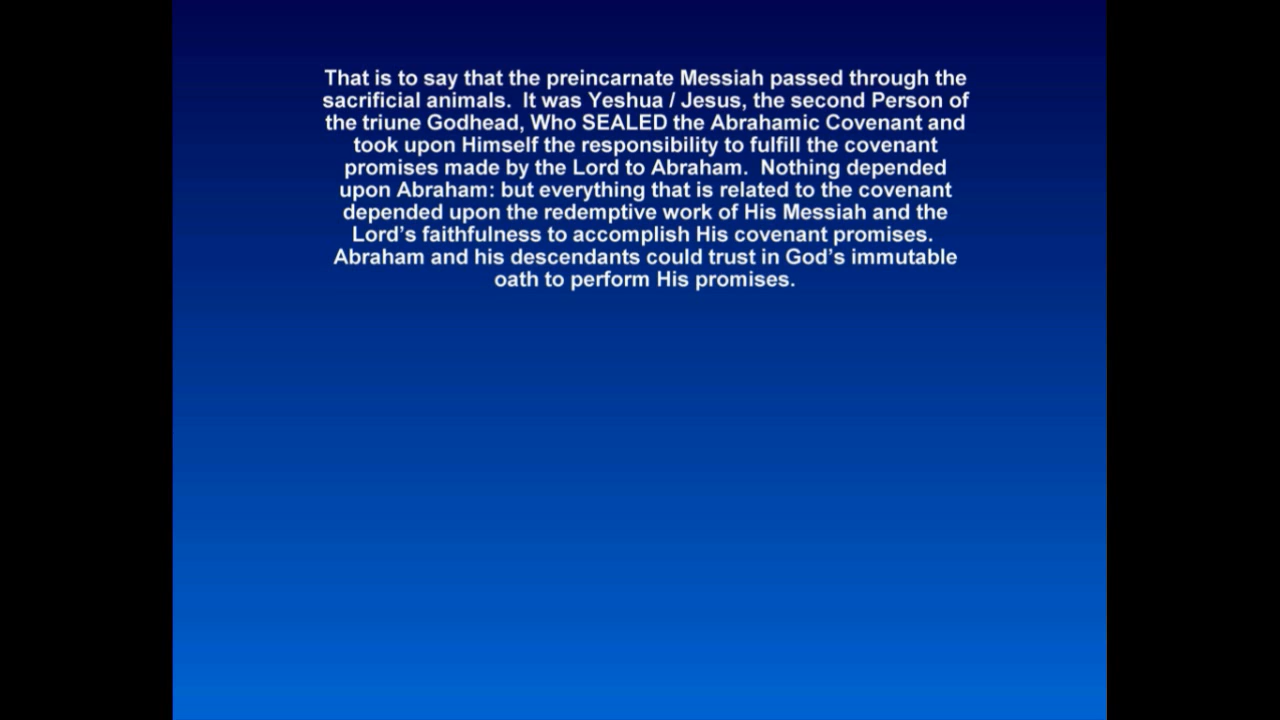 That is to say that the preincarnate Messiah passed through the
sacrificial animals.  It was Yeshua / Jesus, the second Person of
the triune Godhead, Who SEALED the Abrahamic Covenant and
took upon Himself the responsibility to fulfill the covenant
promises made by the Lord to Abraham.  Nothing depended
upon Abraham: but everything that is related to the covenant
depended upon the redemptive work of His Messiah and the
Lord’s faithfulness to accomplish His covenant promises.
Abraham and his descendants could trust in God’s immutable
oath to perform His promises.